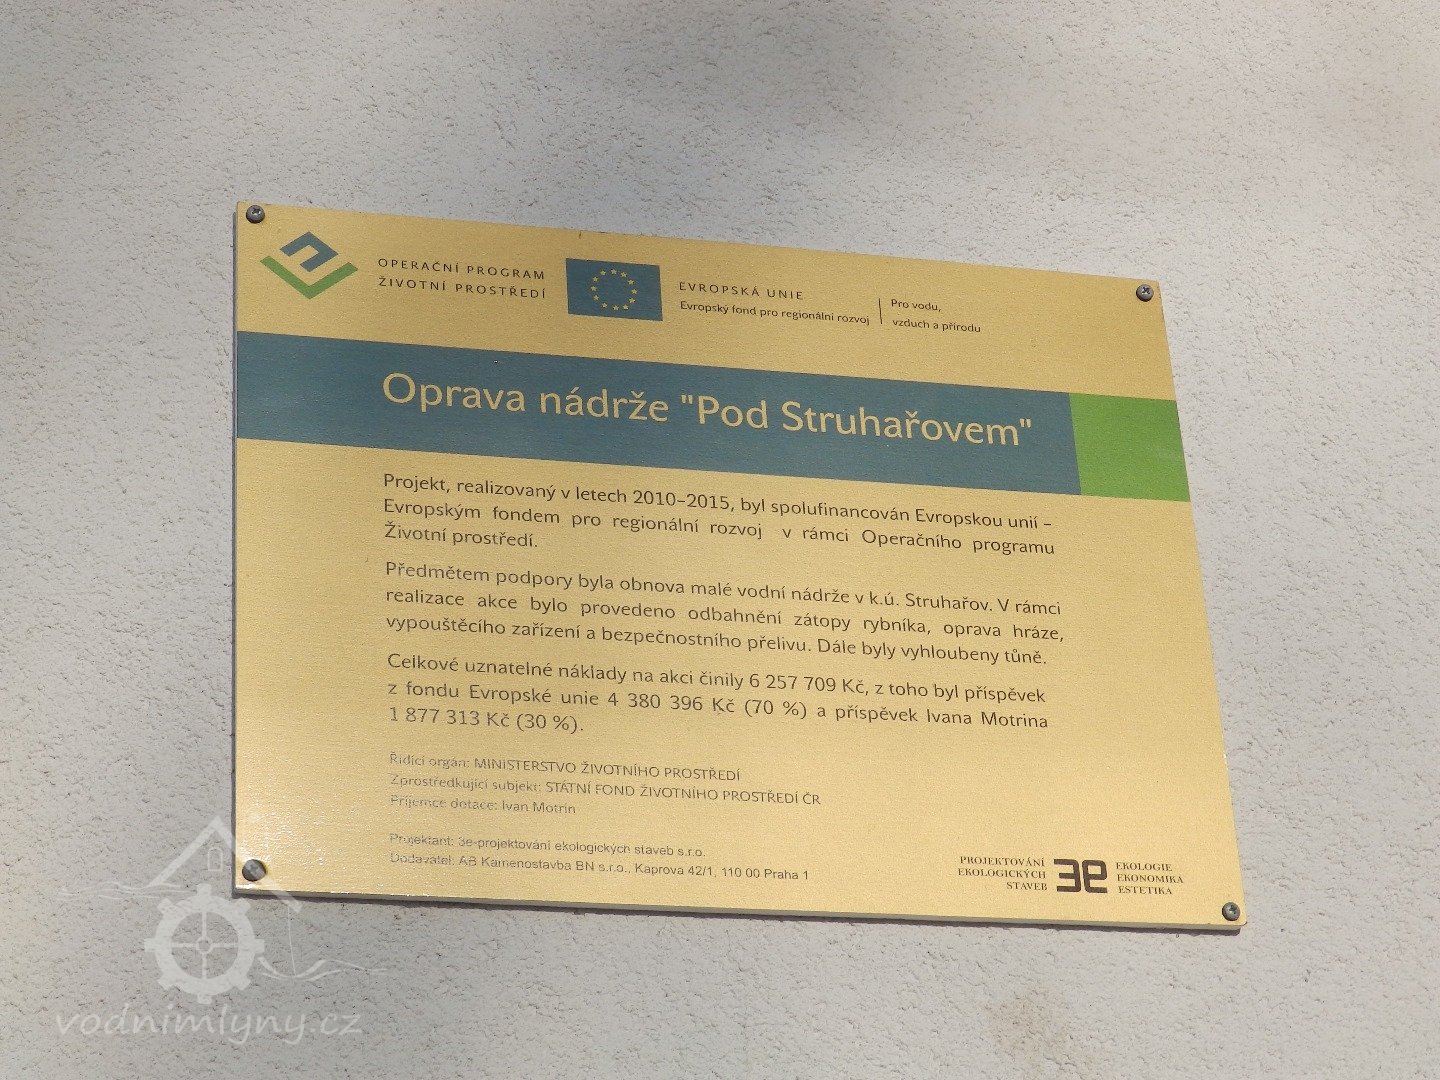 OPERAČNÍ PROGRAM
ŽIVOTNÍ PROSTŘEDÍ
EVROPSKÁ UNIE
Evropský fond pro regionální rozvoj
Pro vodu,
vzduch a přírodu
Oprava nádrže "Pod Struhařovem"
Projekt, realizovaný v letech 2010–2015, byl spolufinancován Evropskou unií –
Evropským fondem pro regionální rozvoj v rámci Operačního programu
Životní prostředí.
Předmětem podpory byla obnova malé vodní nádrže v k.ú. Struhařov. V rámci
realizace akce bylo provedeno odbahnění zátopy rybníka, oprava hráze,
vypouštěcího zařízení a bezpečnostního přelivu. Dále byly vyhloubeny tůně.
Celkové uznatelné náklady na akci činily 6 257 709 Kč, z toho byl příspěvek
z fondu Evropské unie 4 380 396 Kč (70 %) a příspěvek Ivana Motrina
1 877 313 Kč (30 %).
Řídící orgán: MINISTERSTVO ŽIVOTNÍHO PROSTŘEDÍ
Zprostředkující subjekt: STÁTNÍ FOND ŽIVOTNÍHO PROSTŘEDÍ ČR
Příjemce dotace: Ivan Motrin
Projektant: 3e-projektování ekologických staveb s.r.o.
Dodavatel: AB Kamenostavba BN s.r.o., Kaprova 42/1, 110 00 Praha 1
PROJEKTOVÁNÍ
EKOLOGICKÝCH
STAVEB
3e
EKOLOGIE
EKONOMIKA
ESTETIKA
vodnimlyny.cz